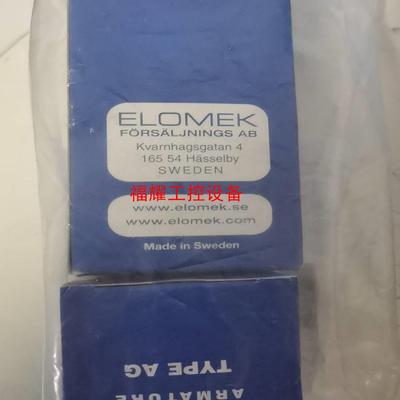 ELOMEK
FÖRSÄLJNINGS AB
Kvarnhagsgatan 4
165 54 Hässelby
SWEDEN
福耀工控设备
www.elomek.se
www.elomek.com
Made in Sweden
ARMATURE
TYPE AG